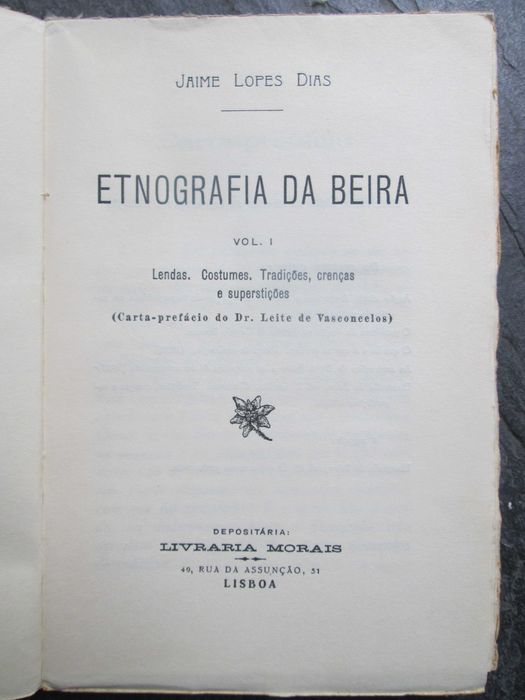 JAIME LOPES DIAS
ETNOGRAFIA DA BEIRA
VOL. I
Lendas. Costumes. Tradições, crenças
e superstições
(Carta-prefácio do Dr. Leite de Vasconcelos)
DEPOSITÁRIA:
LIVRARIA MORAIS
49, RUA DA ASSUNÇÃO, 51
LISBOA